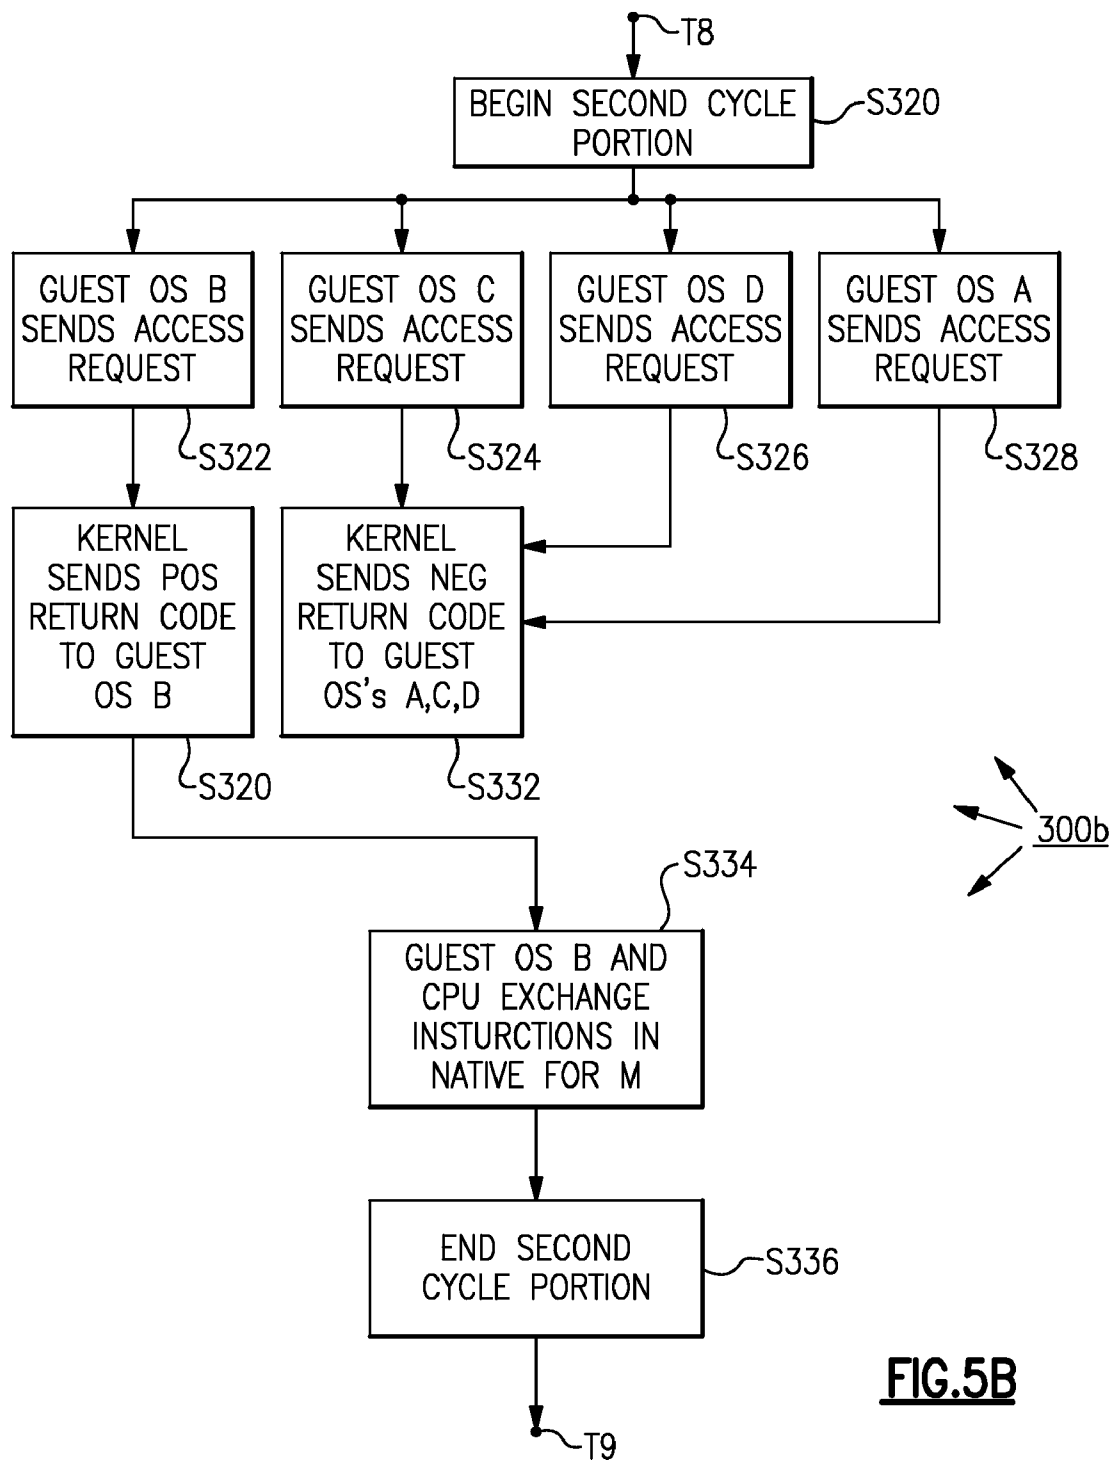 T8
BEGIN SECOND CYCLE
PORTION
S320
GUEST OS B
SENDS ACCESS
REQUEST
S322
GUEST OS C
SENDS ACCESS
REQUEST
S324
GUEST OS D
SENDS ACCESS
REQUEST
S326
GUEST OS A
SENDS ACCESS
REQUEST
S328
KERNEL
SENDS POS
RETURN CODE
TO GUEST
OS B
S320
KERNEL
SENDS NEG
RETURN CODE
TO GUEST
OS's A,C,D
S332
300b
S334
GUEST OS B AND
CPU EXCHANGE
INSTURCTIONS IN
NATIVE FOR M
END SECOND
CYCLE PORTION
S336
FIG.5B
T9